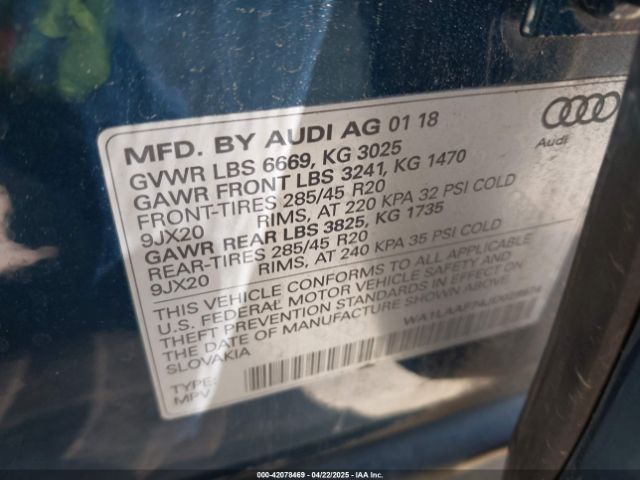 MFD. BY AUDI AG 01 18
GVWR LBS 6669, KG 3025
GAWR FRONT LBS 3241, KG 1470
FRONT-TIRES 285/45 R20
9JX20 RIMS, AT 220 KPA 32 PSI COLD
GAWR REAR LBS 3825, KG 1735
REAR-TIRES 285/45 R20
9JX20 RIMS, AT 240 KPA 35 PSI COLD
THIS VEHICLE CONFORMS TO ALL APPLICABLE
U.S. FEDERAL MOTOR VEHICLE SAFETY AND
THEFT PREVENTION STANDARDS IN EFFECT ON
THE DATE OF MANUFACTURE SHOWN ABOVE.
SLOVAKIA
TYPE:
MPV
Audi
000-42078469 - 04/22/2025 - IAA, Inc.